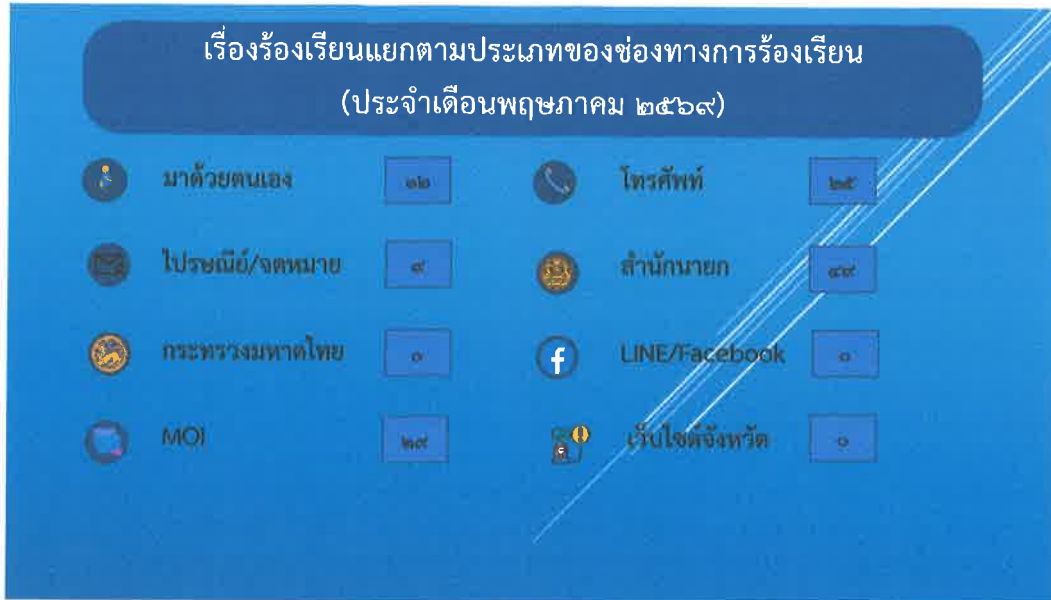 เรื่องร้องเรียนแยกตามประเภทของช่องทางการร้องเรียน
(ประจำเดือนพฤษภาคม ๒๕๖๙)
มาด้วยตนเอง ๑๒ โทรศัพท์ ๒๕
ไปรษณีย์/จดหมาย ๙ สำนักนายก ๔๙
กระทรวงมหาดไทย ๐ LINE/Facebook ๐
MOI ๒๙ เว็บไซต์จังหวัด ๐